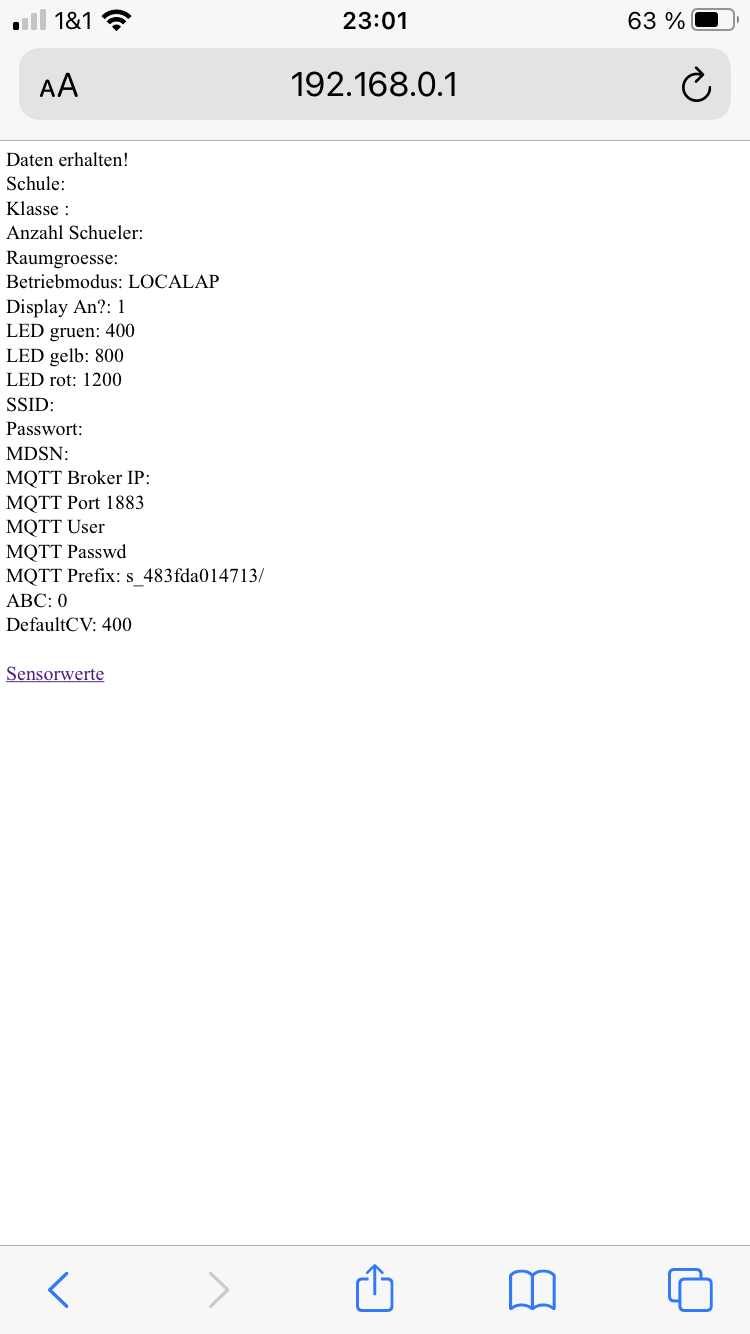 1&1 23:01 63 %
AA 192.168.0.1
Daten erhalten!
Schule:
Klasse :
Anzahl Schueler:
Raumgroesse:
Betriebmodus: LOCALAP
Display An?: 1
LED gruen: 400
LED gelb: 800
LED rot: 1200
SSID:
Passwort:
MDSN:
MQTT Broker IP:
MQTT Port 1883
MQTT User
MQTT Passwd
MQTT Prefix: s_483fda014713/
ABC: 0
DefaultCV: 400
Sensorwerte